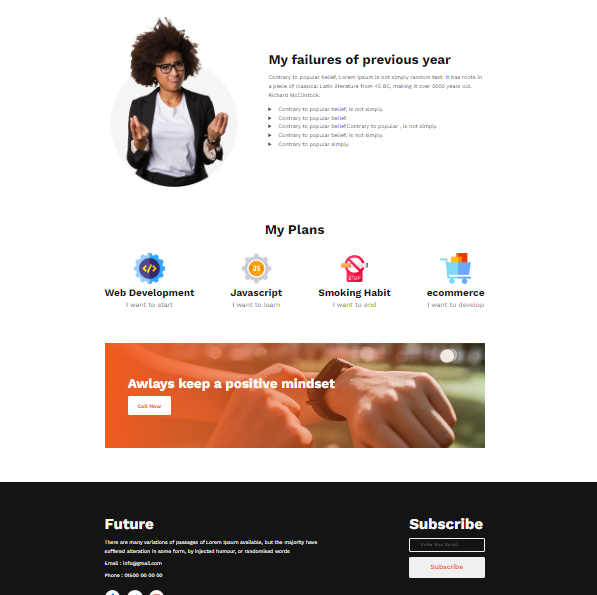 My failures of previous year
Contrary to popular belief, Lorem Ipsum is not simply random text. It has roots in
a piece of classical Latin literature from 45 BC, making it over 2000 years old.
Richard McClintock.
Contrary to popular belief, is not simply.
Contrary to popular belief.
Contrary to popular belief.Contrary to popular , is not simply.
Contrary to popular belief, is not simply.
Contrary to popular simply.
My Plans
</> JS STOP
Web Development Javascript Smoking Habit ecommerce
I want to start I want to learn I want to end I want to develop
Awlays keep a positive mindset
Call Now
Future Subscribe
There are many variations of passages of Lorem Ipsum available, but the majority have
suffered alteration in some form, by injected humour, or randomised words
Enter Your Email...
Email : info@gmail.com
Subscribe
Phone : 01600 00 00 00